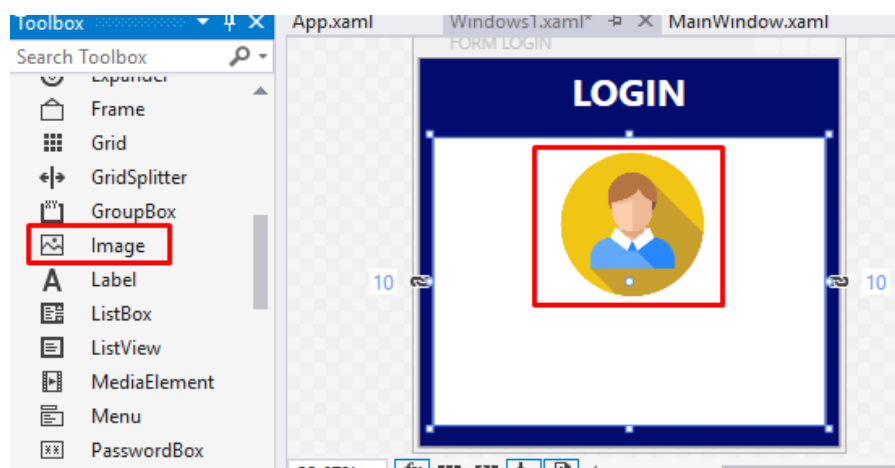 Toolbox
App.xaml
Windows1.xaml*
MainWindow.xaml
Search Toolbox
FORM LOGIN
Expander
Frame
Grid
GridSplitter
GroupBox
Image
Label
ListBox
ListView
MediaElement
Menu
PasswordBox
LOGIN
10
10